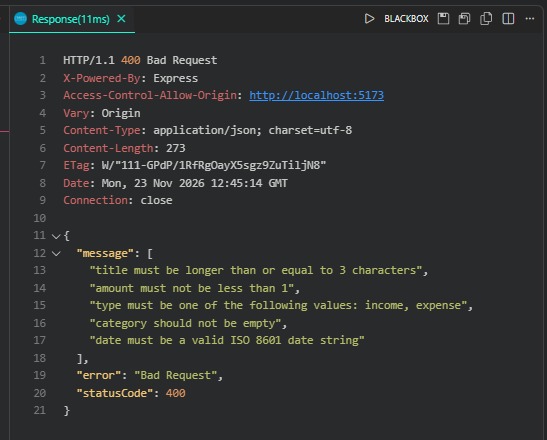 Response(11ms) ✕ BLACKBOX ...
1 HTTP/1.1 400 Bad Request
2 X-Powered-By: Express
3 Access-Control-Allow-Origin: http://localhost:5173
4 Vary: Origin
5 Content-Type: application/json; charset=utf-8
6 Content-Length: 273
7 ETag: W/"111-GPdP/1RfRgOayX5sgz9ZuTiljN8"
8 Date: Mon, 23 Nov 2026 12:45:14 GMT
9 Connection: close
10
11 {
12 "message": [
13 "title must be longer than or equal to 3 characters",
14 "amount must not be less than 1",
15 "type must be one of the following values: income, expense",
16 "category should not be empty",
17 "date must be a valid ISO 8601 date string"
18 ],
19 "error": "Bad Request",
20 "statusCode": 400
21 }